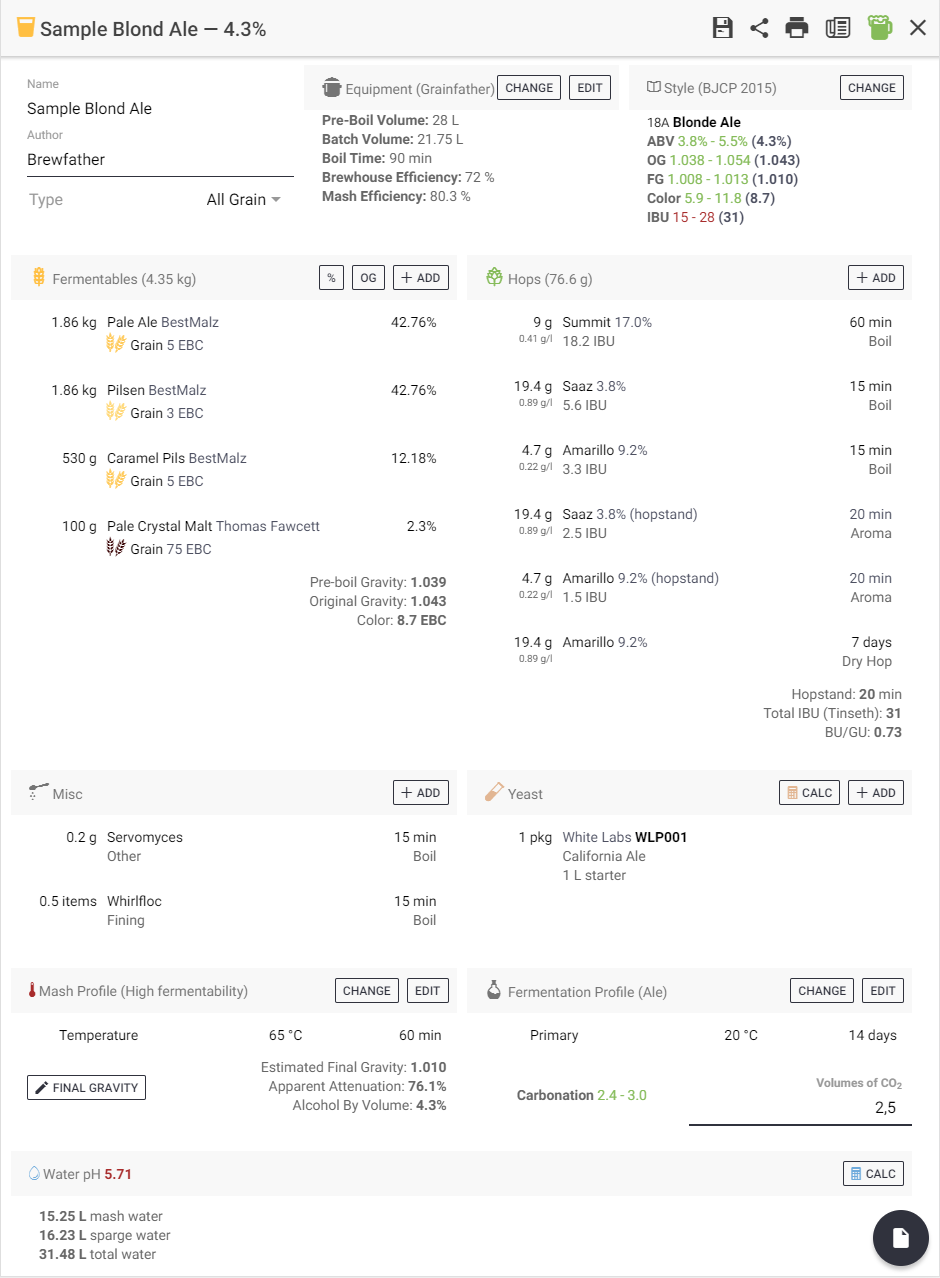 Sample Blond Ale — 4.3%
Name
Sample Blond Ale
Author
Brewfather
Type All Grain
Equipment (Grainfather) CHANGE EDIT
Pre-Boil Volume: 28 L
Batch Volume: 21.75 L
Boil Time: 90 min
Brewhouse Efficiency: 72 %
Mash Efficiency: 80.3 %
Style (BJCP 2015) CHANGE
18A Blonde Ale
ABV 3.8% - 5.5% (4.3%)
OG 1.038 - 1.054 (1.043)
FG 1.008 - 1.013 (1.010)
Color 5.9 - 11.8 (8.7)
IBU 15 - 28 (31)
Fermentables (4.35 kg) % OG + ADD
1.86 kg Pale Ale BestMalz 42.76%
Grain 5 EBC
1.86 kg Pilsen BestMalz 42.76%
Grain 3 EBC
530 g Caramel Pils BestMalz 12.18%
Grain 5 EBC
100 g Pale Crystal Malt Thomas Fawcett 2.3%
Grain 75 EBC
Pre-boil Gravity: 1.039
Original Gravity: 1.043
Color: 8.7 EBC
Hops (76.6 g) + ADD
9 g Summit 17.0% 60 min
0.41 g/l 18.2 IBU Boil
19.4 g Saaz 3.8% 15 min
0.89 g/l 5.6 IBU Boil
4.7 g Amarillo 9.2% 15 min
0.22 g/l 3.3 IBU Boil
19.4 g Saaz 3.8% (hopstand) 20 min
0.89 g/l 2.5 IBU Aroma
4.7 g Amarillo 9.2% (hopstand) 20 min
0.22 g/l 1.5 IBU Aroma
19.4 g Amarillo 9.2% 7 days
0.89 g/l Dry Hop
Hopstand: 20 min
Total IBU (Tinseth): 31
BU/GU: 0.73
Misc + ADD
0.2 g Servomyces 15 min
Other Boil
0.5 items Whirlfloc 15 min
Fining Boil
Yeast CALC + ADD
1 pkg White Labs WLP001
California Ale
1 L starter
Mash Profile (High fermentability) CHANGE EDIT
Temperature 65 °C 60 min
FINAL GRAVITY
Estimated Final Gravity: 1.010
Apparent Attenuation: 76.1%
Alcohol By Volume: 4.3%
Fermentation Profile (Ale) CHANGE EDIT
Primary 20 °C 14 days
Carbonation 2.4 - 3.0
Volumes of CO₂
2,5
Water pH 5.71 CALC
15.25 L mash water
16.23 L sparge water
31.48 L total water